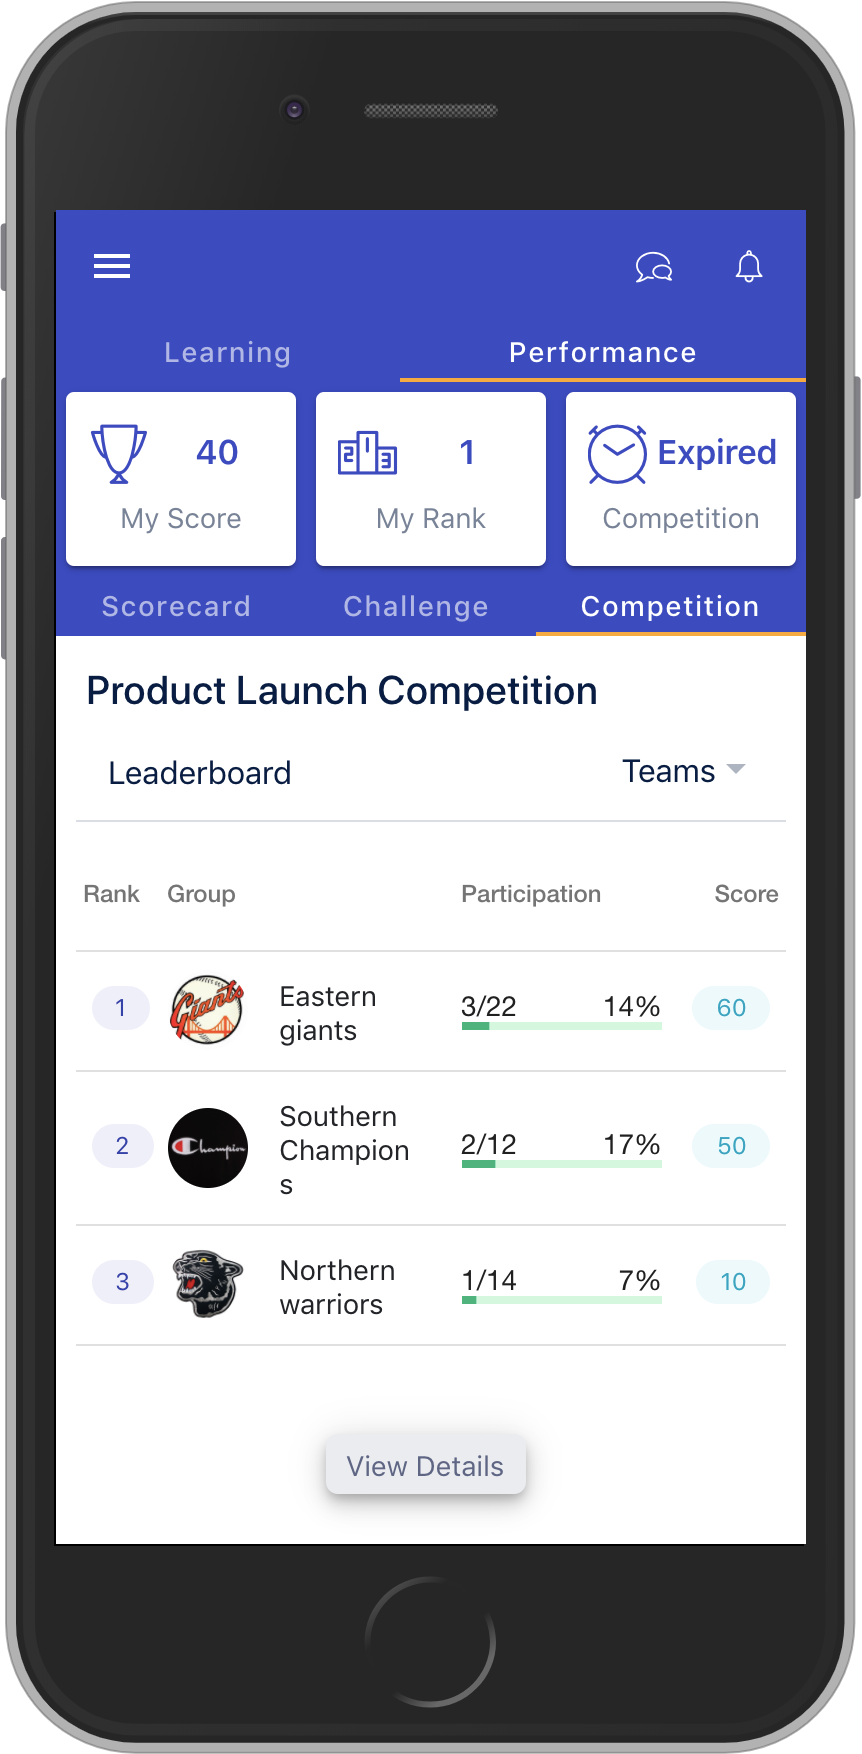 Learning Performance
40 1 Expired
My Score My Rank Competition
Scorecard Challenge Competition
Product Launch Competition
Leaderboard Teams
Rank Group Participation Score
1 Giants Eastern giants 3/22 14% 60
2 Champion Southern Champions 2/12 17% 50
3 Northern warriors 1/14 7% 10
View Details